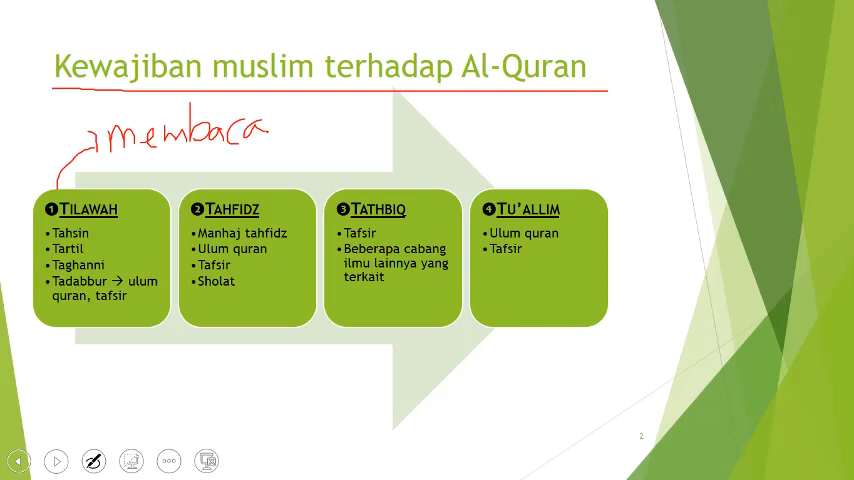 Kewajiban muslim terhadap Al-Quran
membaca
❶TILAWAH
•Tahsin
•Tartil
•Taghanni
•Tadabbur → ulum
quran, tafsir
❷TAHFIDZ
•Manhaj tahfidz
•Ulum quran
•Tafsir
•Sholat
❸TATHBIQ
•Tafsir
•Beberapa cabang
ilmu lainnya yang
terkait
❹TU’ALLIM
•Ulum quran
•Tafsir
2